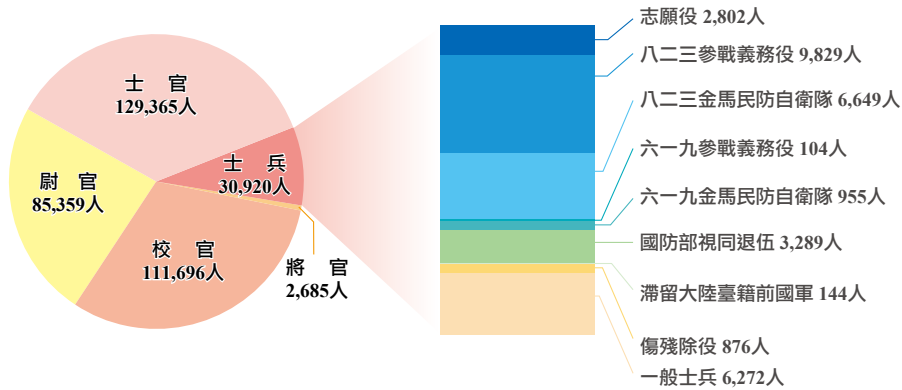 士 官
129,365人
士 兵
30,920人
尉 官
85,359人
校 官
111,696人
將 官
2,685人
志願役 2,802人
八二三參戰義務役 9,829人
八二三金馬民防自衛隊 6,649人
六一九參戰義務役 104人
六一九金馬民防自衛隊 955人
國防部視同退伍 3,289人
滯留大陸臺籍前國軍 144人
傷殘除役 876人
一般士兵 6,272人